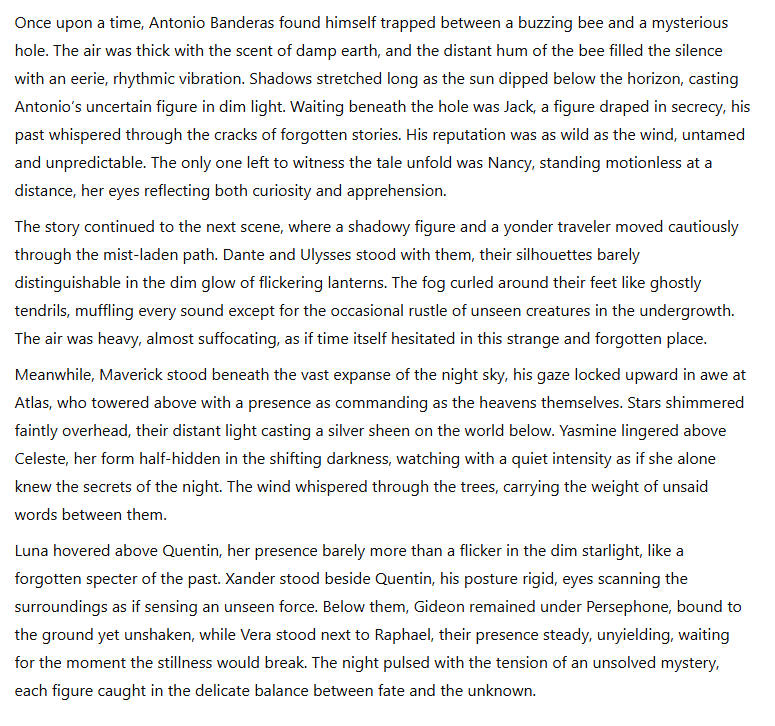 Once upon a time, Antonio Banderas found himself trapped between a buzzing bee and a mysterious
hole. The air was thick with the scent of damp earth, and the distant hum of the bee filled the silence
with an eerie, rhythmic vibration. Shadows stretched long as the sun dipped below the horizon, casting
Antonio's uncertain figure in dim light. Waiting beneath the hole was Jack, a figure draped in secrecy, his
past whispered through the cracks of forgotten stories. His reputation was as wild as the wind, untamed
and unpredictable. The only one left to witness the tale unfold was Nancy, standing motionless at a
distance, her eyes reflecting both curiosity and apprehension.
The story continued to the next scene, where a shadowy figure and a yonder traveler moved cautiously
through the mist-laden path. Dante and Ulysses stood with them, their silhouettes barely
distinguishable in the dim glow of flickering lanterns. The fog curled around their feet like ghostly
tendrils, muffling every sound except for the occasional rustle of unseen creatures in the undergrowth.
The air was heavy, almost suffocating, as if time itself hesitated in this strange and forgotten place.
Meanwhile, Maverick stood beneath the vast expanse of the night sky, his gaze locked upward in awe at
Atlas, who towered above with a presence as commanding as the heavens themselves. Stars shimmered
faintly overhead, their distant light casting a silver sheen on the world below. Yasmine lingered above
Celeste, her form half-hidden in the shifting darkness, watching with a quiet intensity as if she alone
knew the secrets of the night. The wind whispered through the trees, carrying the weight of unsaid
words between them.
Luna hovered above Quentin, her presence barely more than a flicker in the dim starlight, like a
forgotten specter of the past. Xander stood beside Quentin, his posture rigid, eyes scanning the
surroundings as if sensing an unseen force. Below them, Gideon remained under Persephone, bound to
the ground yet unshaken, while Vera stood next to Raphael, their presence steady, unyielding, waiting
for the moment the stillness would break. The night pulsed with the tension of an unsolved mystery,
each figure caught in the delicate balance between fate and the unknown.